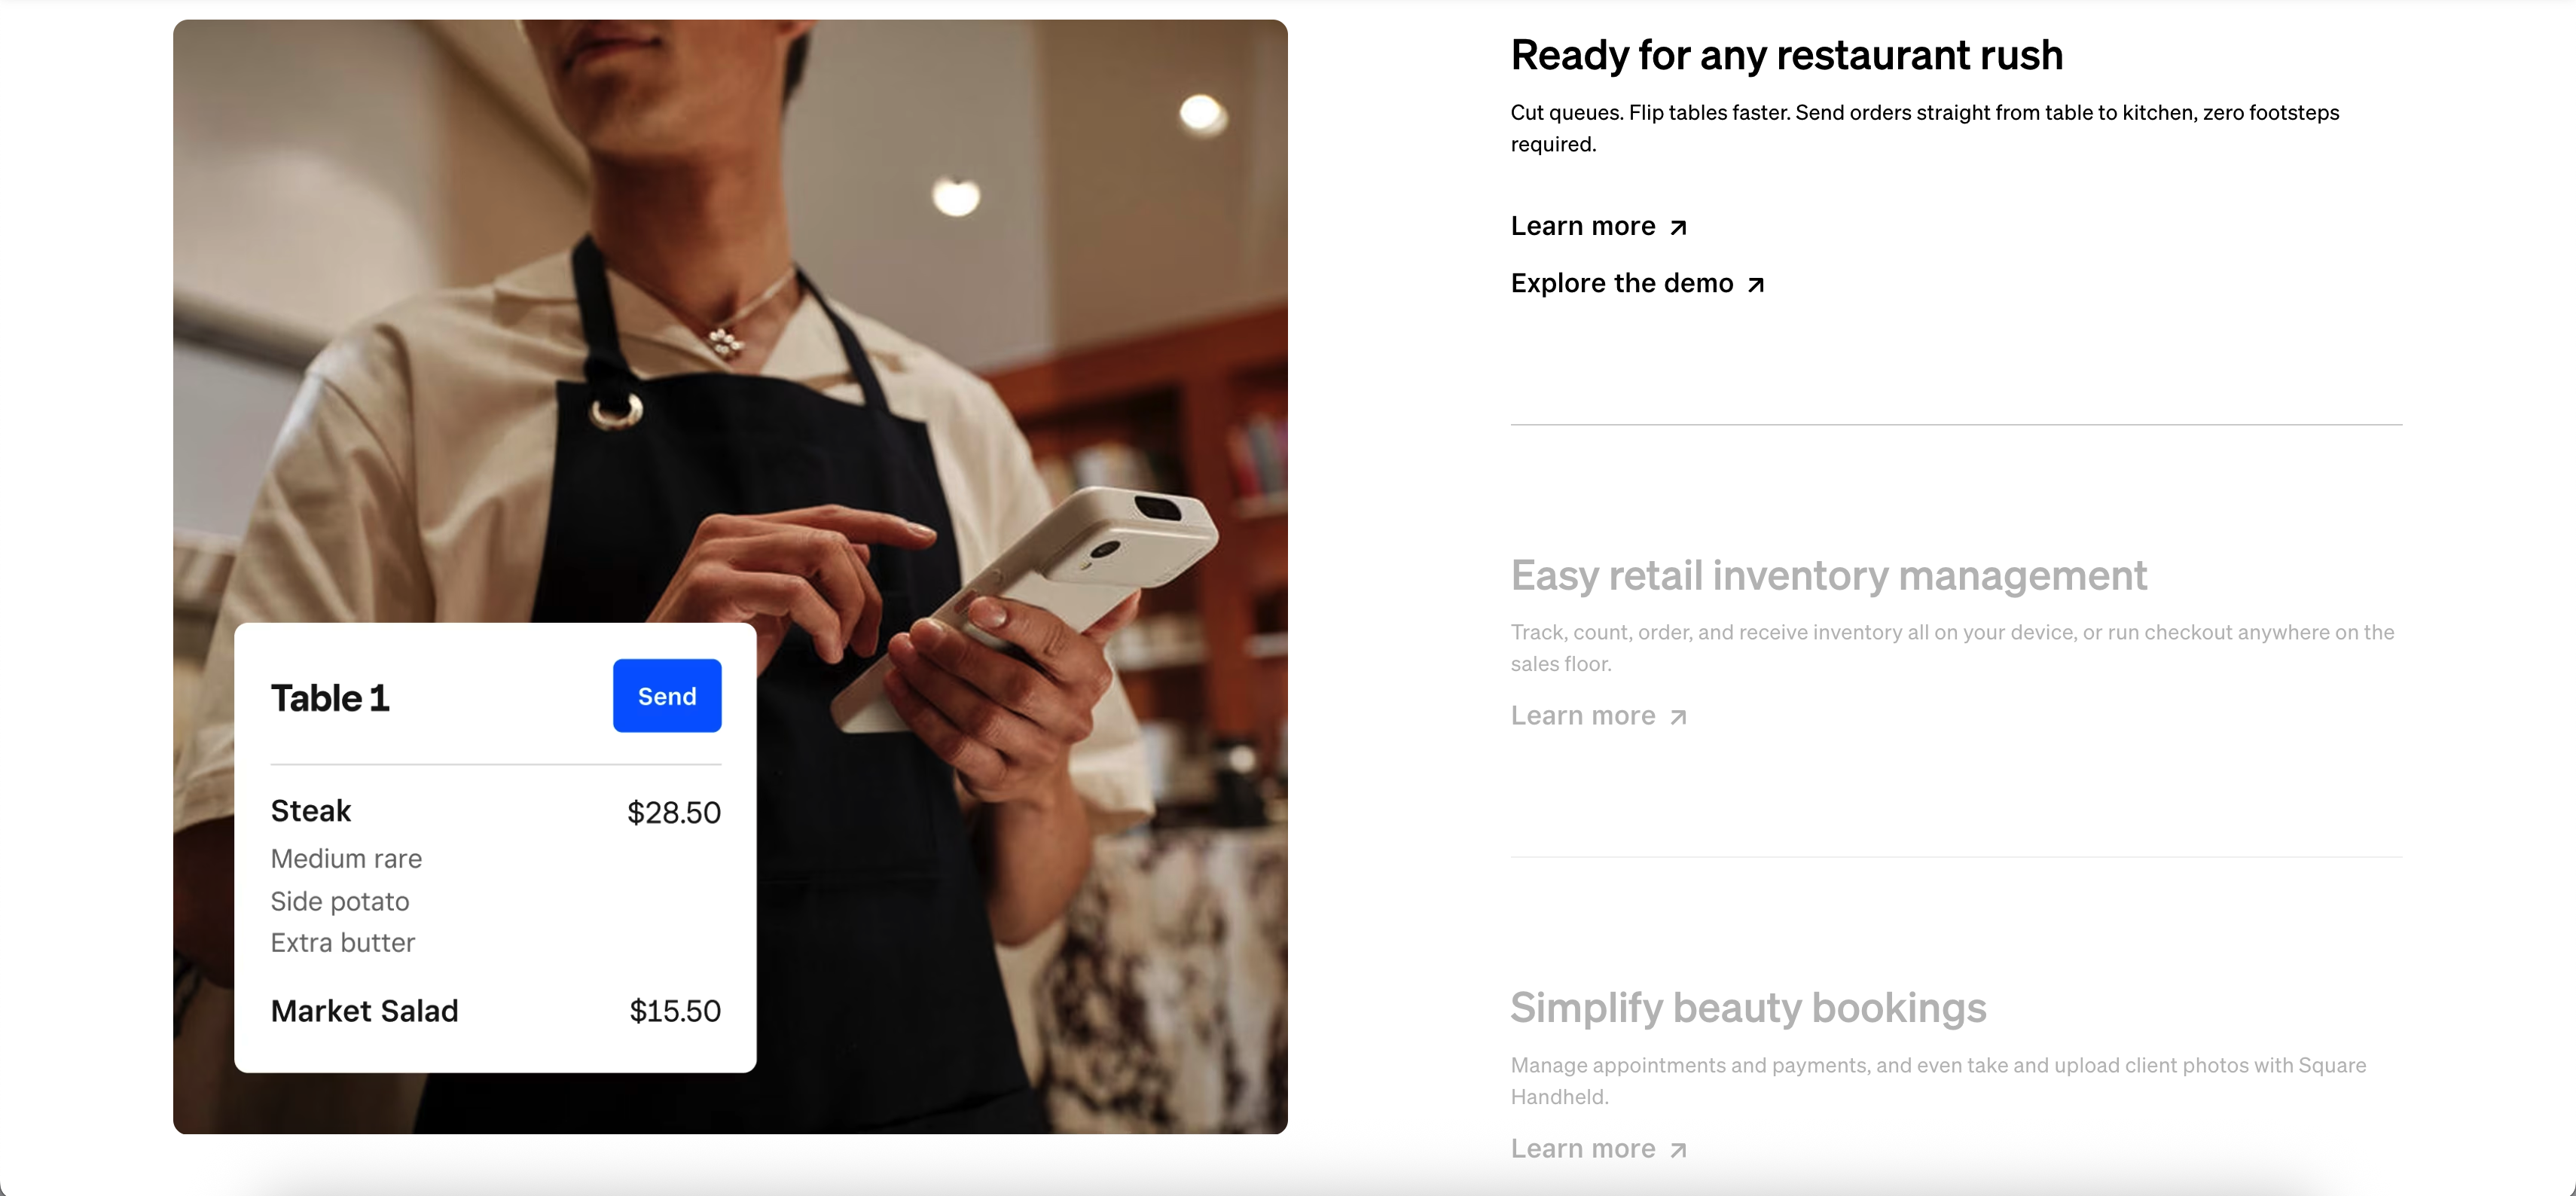 Ready for any restaurant rush
Cut queues. Flip tables faster. Send orders straight from table to kitchen, zero footsteps
required.
Learn more
Explore the demo
Easy retail inventory management
Track, count, order, and receive inventory all on your device, or run checkout anywhere on the
sales floor.
Learn more
Simplify beauty bookings
Manage appointments and payments, and even take and upload client photos with Square
Handheld.
Learn more
Table 1
Send
Steak $28.50
Medium rare
Side potato
Extra butter
Market Salad $15.50